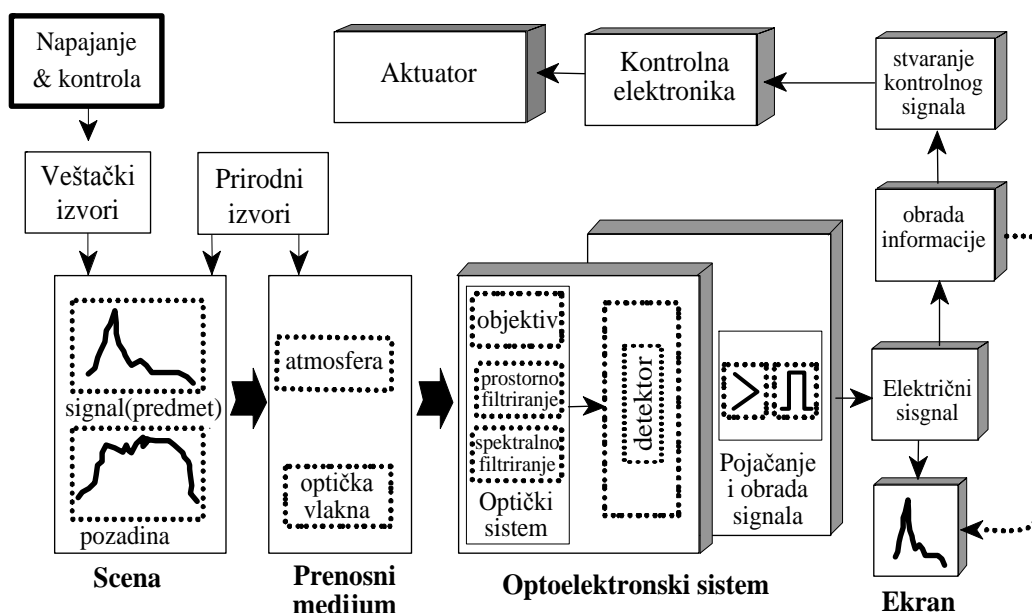 Napajanje
& kontrola
Aktuator
Kontrolna
elektronika
stvaranje
kontrolnog
signala
Veštački
izvori
Prirodni
izvori
obrada
informacije
signal(predmet)
pozadina
atmosfera
optička
vlakna
objektiv
prostorno
filtriranje
spektralno
filtriranje
Optički
sistem
detektor
Pojačanje
i obrada
signala
Električni
sisgnal
Scena
Prenosni
medijum
Optoelektronski sistem
Ekran